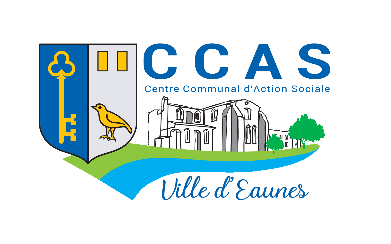 CCAS
Centre Communal d'Action Sociale
Ville d'Eaunes